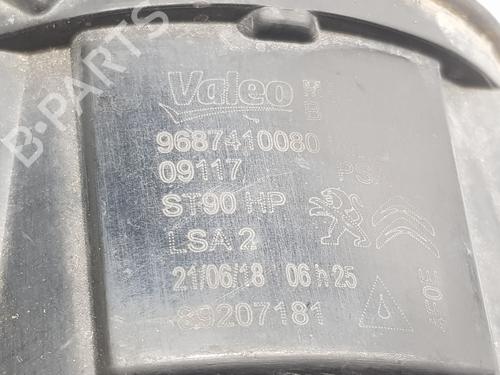 Valeo
9687410080
09117
ST90 HP
LSA 2
21/06/18 06h25
89207181
B-PARTS